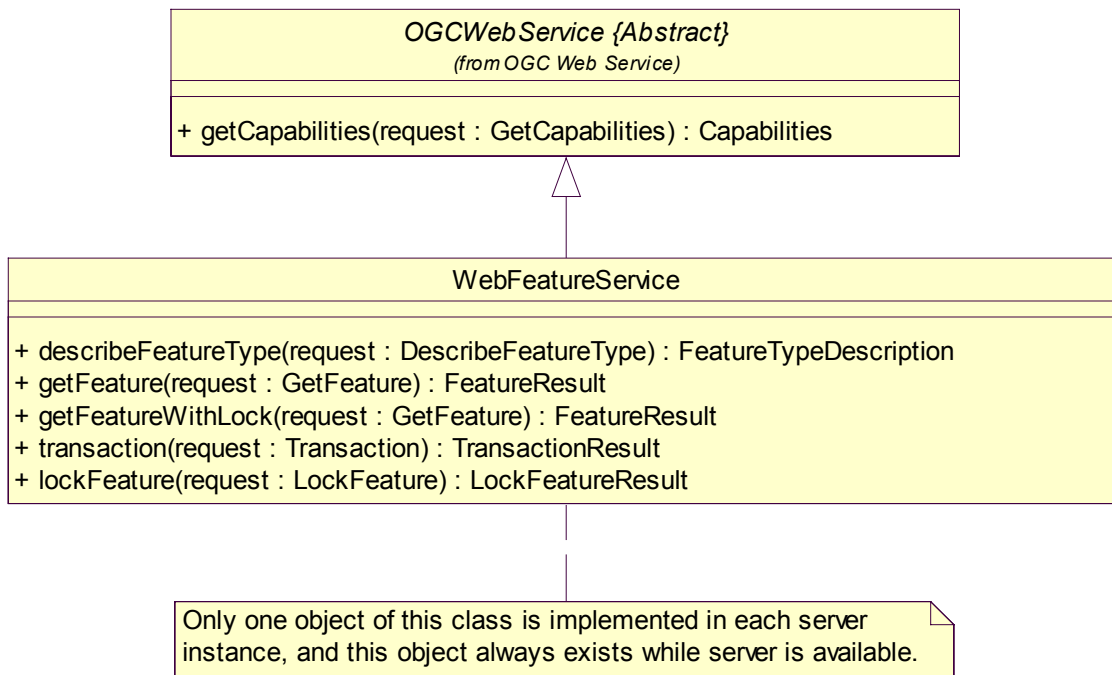 OGCWebService {Abstract}
(from OGC Web Service)
+ getCapabilities(request : GetCapabilities) : Capabilities
WebFeatureService
+ describeFeatureType(request : DescribeFeatureType) : FeatureTypeDescription
+ getFeature(request : GetFeature) : FeatureResult
+ getFeatureWithLock(request : GetFeature) : FeatureResult
+ transaction(request : Transaction) : TransactionResult
+ lockFeature(request : LockFeature) : LockFeatureResult
Only one object of this class is implemented in each server
instance, and this object always exists while server is available.